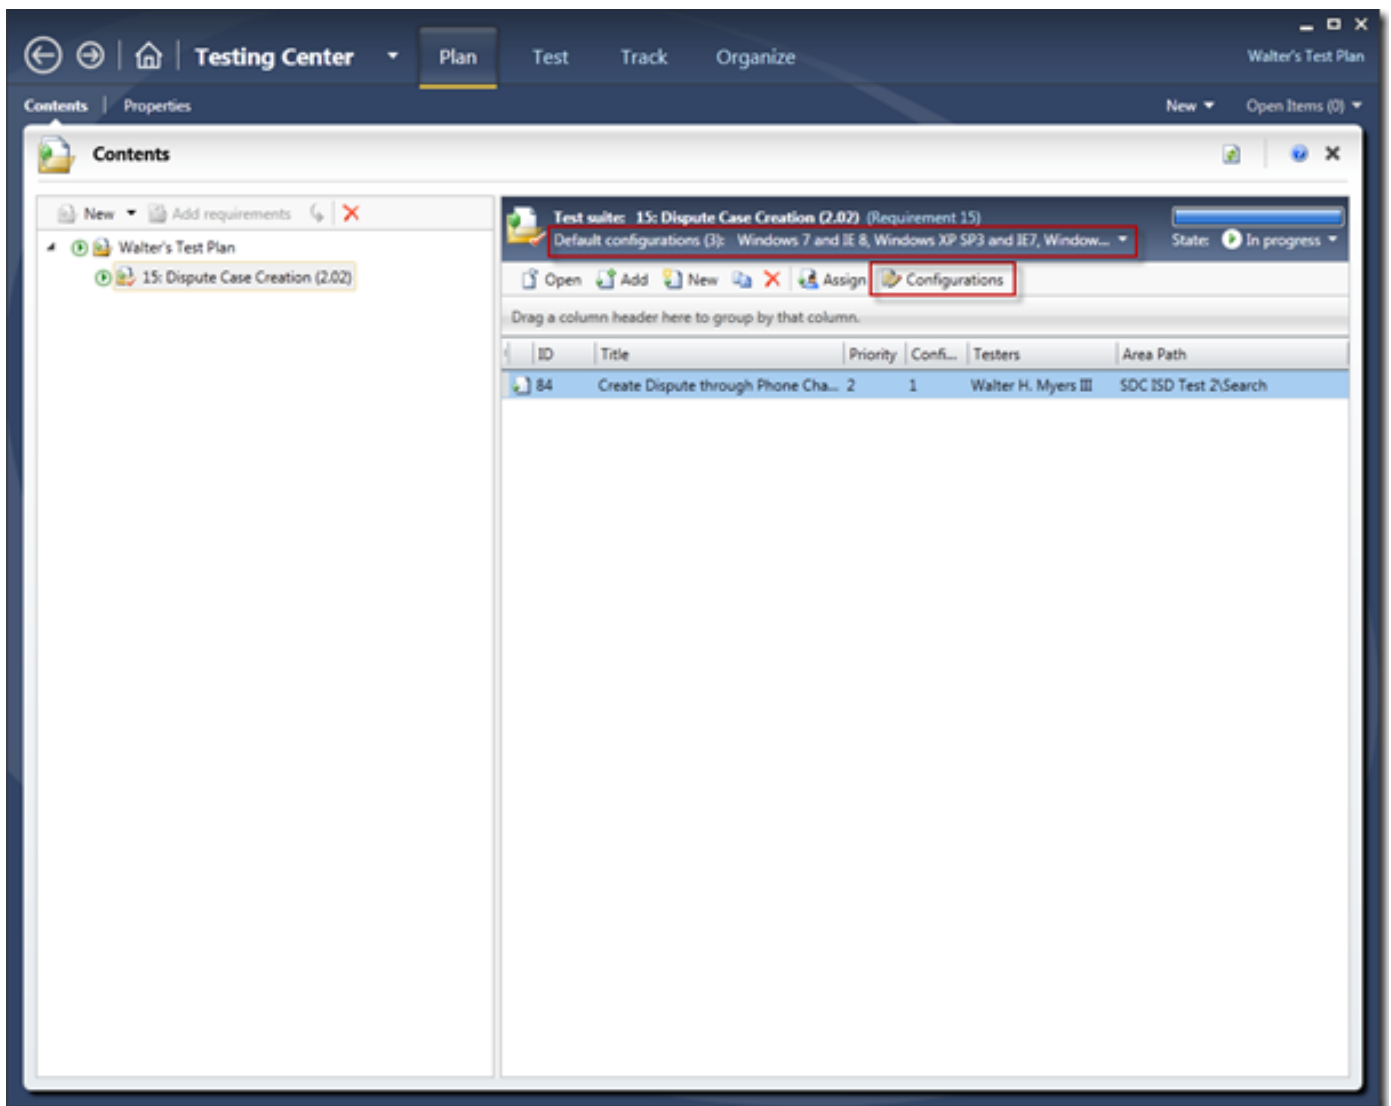 Testing Center Plan Test Track Organize Walter's Test Plan
Contents Properties New Open Items (0)
Contents
New Add requirements
Walter's Test Plan
15: Dispute Case Creation (2.02)
Test suite: 15: Dispute Case Creation (2.02) (Requirement 15)
Default configurations (3): Windows 7 and IE 8, Windows XP SP3 and IE7, Window...
State: In progress
Open Add New Assign Configurations
Drag a column header here to group by that column.
ID Title Priority Confi... Testers Area Path
84 Create Dispute through Phone Cha... 2 1 Walter H. Myers III SDC ISD Test 2\Search